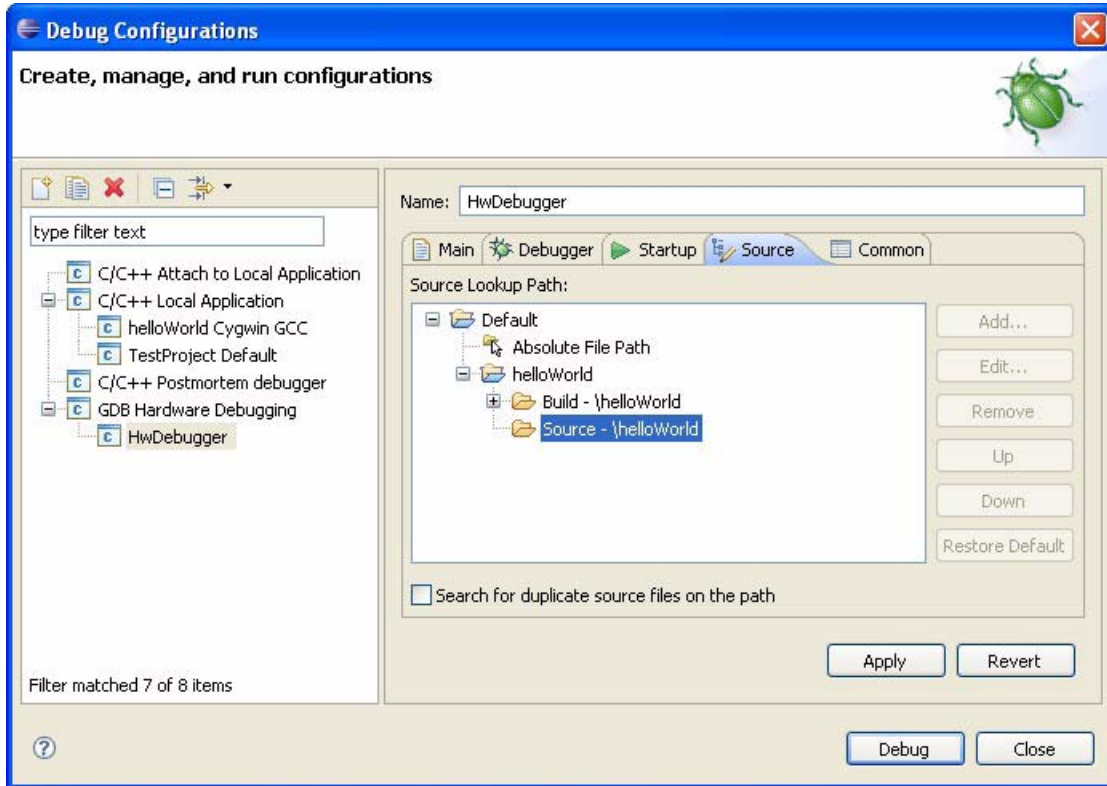 Debug Configurations
Create, manage, and run configurations
type filter text
C/C++ Attach to Local Application
C/C++ Local Application
helloWorld Cygwin GCC
TestProject Default
C/C++ Postmortem debugger
GDB Hardware Debugging
HwDebugger
Filter matched 7 of 8 items
Name: HwDebugger
Main Debugger Startup Source Common
Source Lookup Path:
Default
Absolute File Path
helloWorld
Build - \helloWorld
Source - \helloWorld
Add...
Edit...
Remove
Up
Down
Restore Default
Search for duplicate source files on the path
Apply Revert
Debug Close